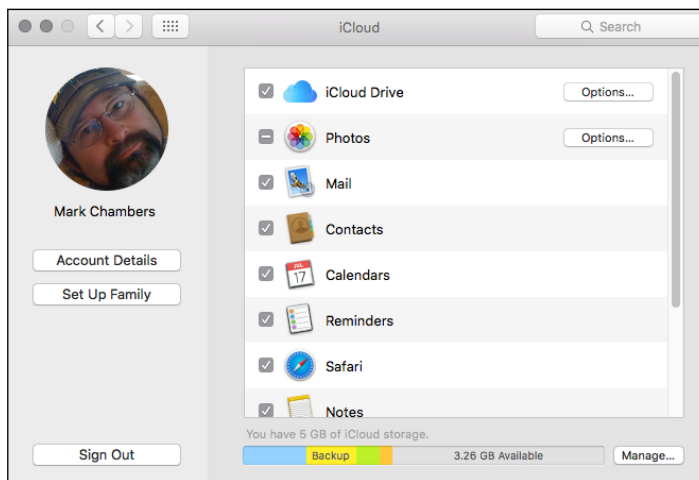 iCloud
Search
Mark Chambers
Account Details
Set Up Family
Sign Out
iCloud Drive
Options...
Photos
Options...
Mail
Contacts
JUL
17
Calendars
Reminders
Safari
Notes
You have 5 GB of iCloud storage.
Backup
3.26 GB Available
Manage...